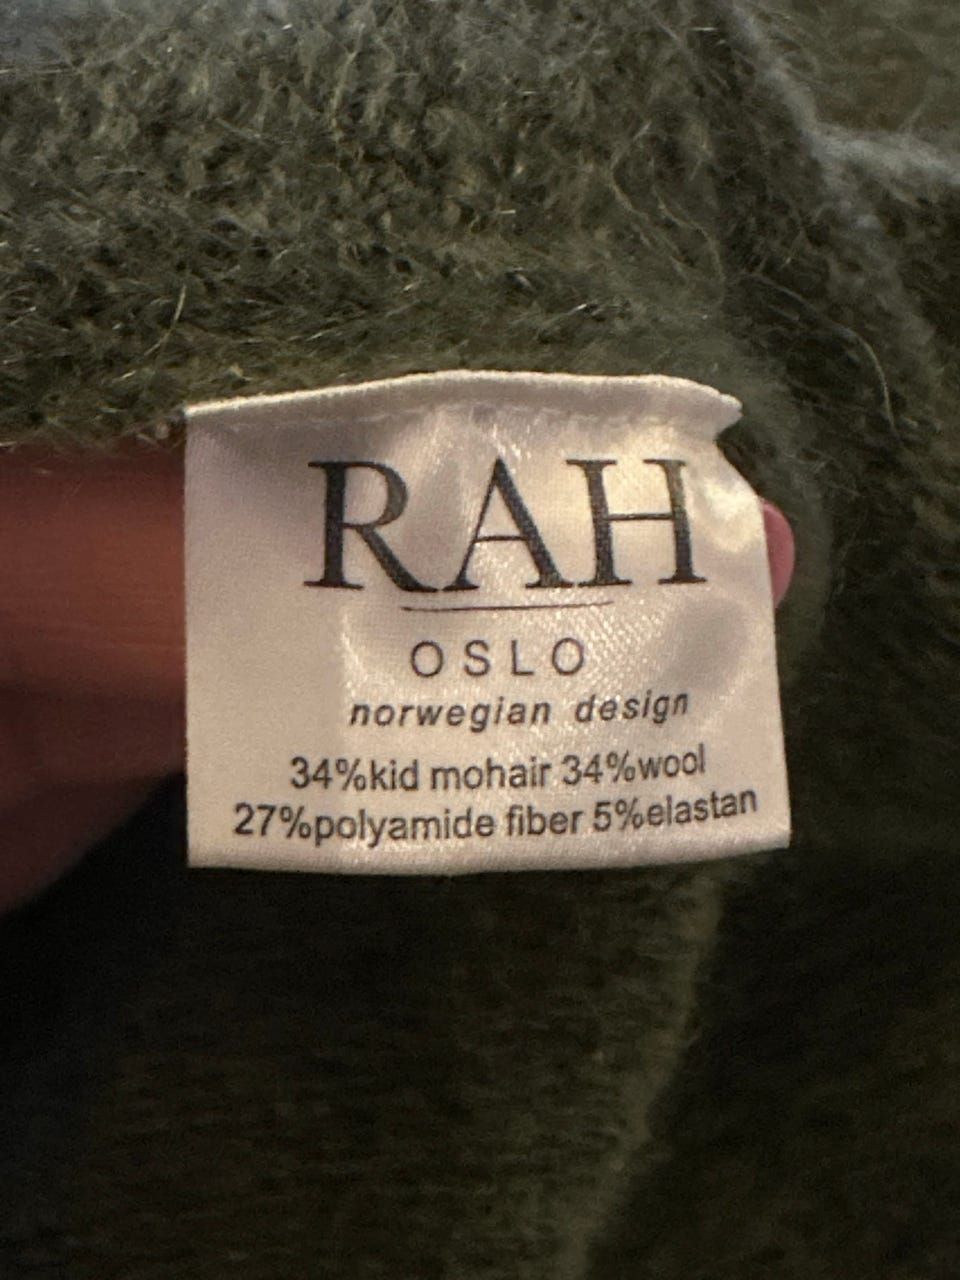 RAH
OSLO
norwegian design
34%kid mohair 34%wool
27%polyamide fiber 5%elastan